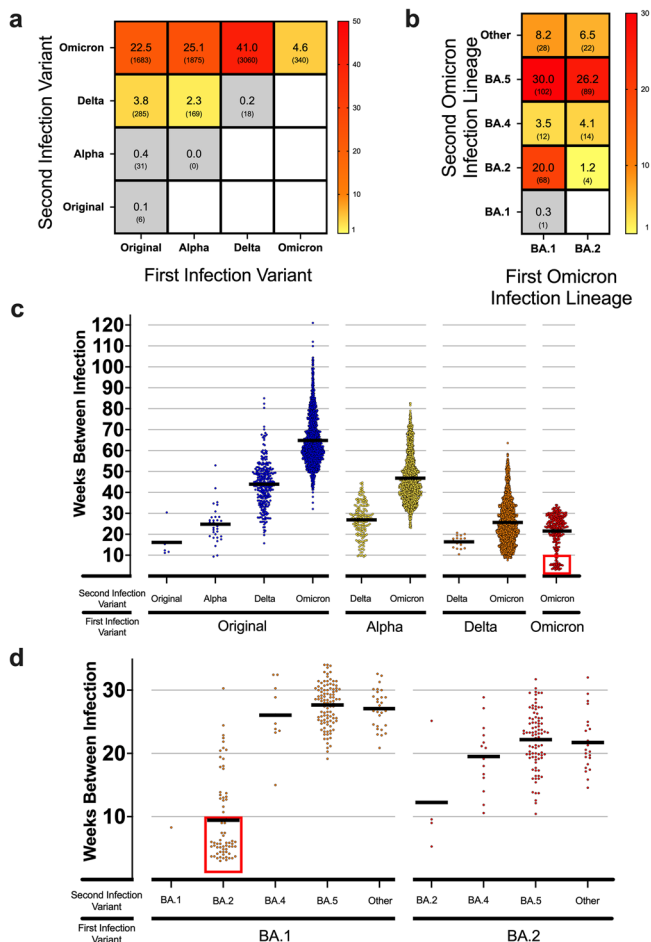 a
Second Infection Variant
Omicron
Delta
Alpha
Original
22.5 25.1 41.0 4.6
(1683) (1875) (3060) (340)
3.8 2.3 0.2
(285) (169) (18)
0.4 0.0
(31) (0)
0.1
(6)
Original Alpha Delta Omicron
First Infection Variant
50
40
30
20
10
1
b
Second Omicron
Infection Lineage
Other
BA.5
BA.4
BA.2
BA.1
8.2 6.5
(28) (22)
30.0 26.2
(102) (89)
3.5 4.1
(12) (14)
20.0 1.2
(68) (4)
0.3
(1)
BA.1 BA.2
First Omicron
Infection Lineage
30
20
10
1
c
Weeks Between Infection
120
110
100
90
80
70
60
50
40
30
20
10
Second Infection
Variant
Original Alpha Delta Omicron Delta Omicron Delta Omicron Omicron
First Infection
Variant
Original Alpha Delta Omicron
d
Weeks Between Infection
30
20
10
Second Infection
Variant
BA.1 BA.2 BA.4 BA.5 Other BA.2 BA.4 BA.5 Other
First Infection
Variant
BA.1 BA.2